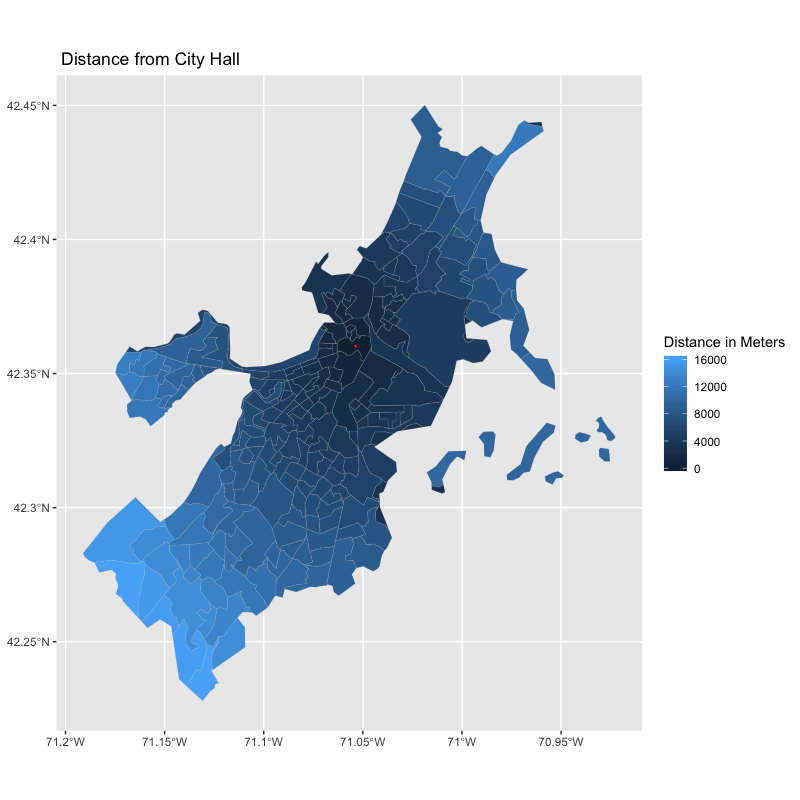 Distance from City Hall
42.45°N
42.4°N
42.35°N
42.3°N
42.25°N
71.2°W
71.15°W
71.1°W
71.05°W
71°W
70.95°W
Distance in Meters
16000
12000
8000
4000
0